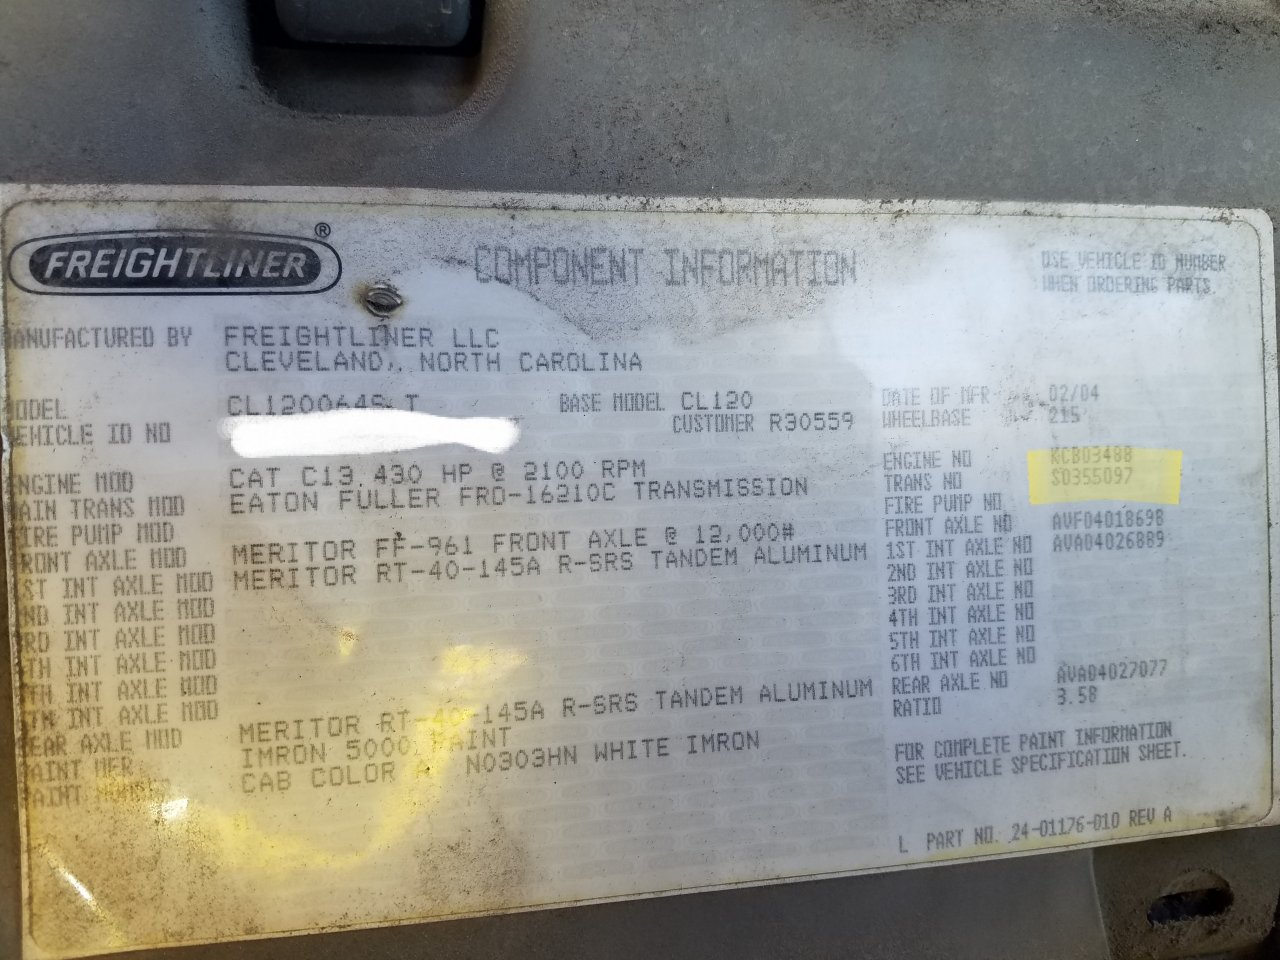 FREIGHTLINER ®
COMPONENT INFORMATION
USE VEHICLE ID NUMBER
WHEN ORDERING PARTS.
MANUFACTURED BY FREIGHTLINER LLC
CLEVELAND, NORTH CAROLINA
MODEL CL120064S-T BASE MODEL CL120 DATE OF MFR 02/04
VEHICLE ID NO CUSTOMER R30559 WHEELBASE 215
ENGINE MOD CAT C13,430 HP @ 2100 RPM ENGINE NO KCB03488
MAIN TRANS MOD EATON FULLER FRO-16210C TRANSMISSION TRANS NO S0355097
FIRE PUMP MOD FIRE PUMP NO
FRONT AXLE MOD MERITOR FF-961 FRONT AXLE @ 12,000# FRONT AXLE NO AVF04018698
1ST INT AXLE MOD MERITOR RT-40-145A R-SRS TANDEM ALUMINUM 1ST INT AXLE NO AVA04026889
2ND INT AXLE MOD 2ND INT AXLE NO
3RD INT AXLE MOD 3RD INT AXLE NO
4TH INT AXLE MOD 4TH INT AXLE NO
5TH INT AXLE MOD 5TH INT AXLE NO
6TH INT AXLE MOD 6TH INT AXLE NO
REAR AXLE MOD MERITOR RT-40-145A R-SRS TANDEM ALUMINUM REAR AXLE NO AVA04027077
PAINT MFR IMRON 5000 PAINT RATIO 3.58
PAINT NUMBER CAB COLOR N0303HN WHITE IMRON
FOR COMPLETE PAINT INFORMATION
SEE VEHICLE SPECIFICATION SHEET.
L PART NO. 24-01176-010 REV A